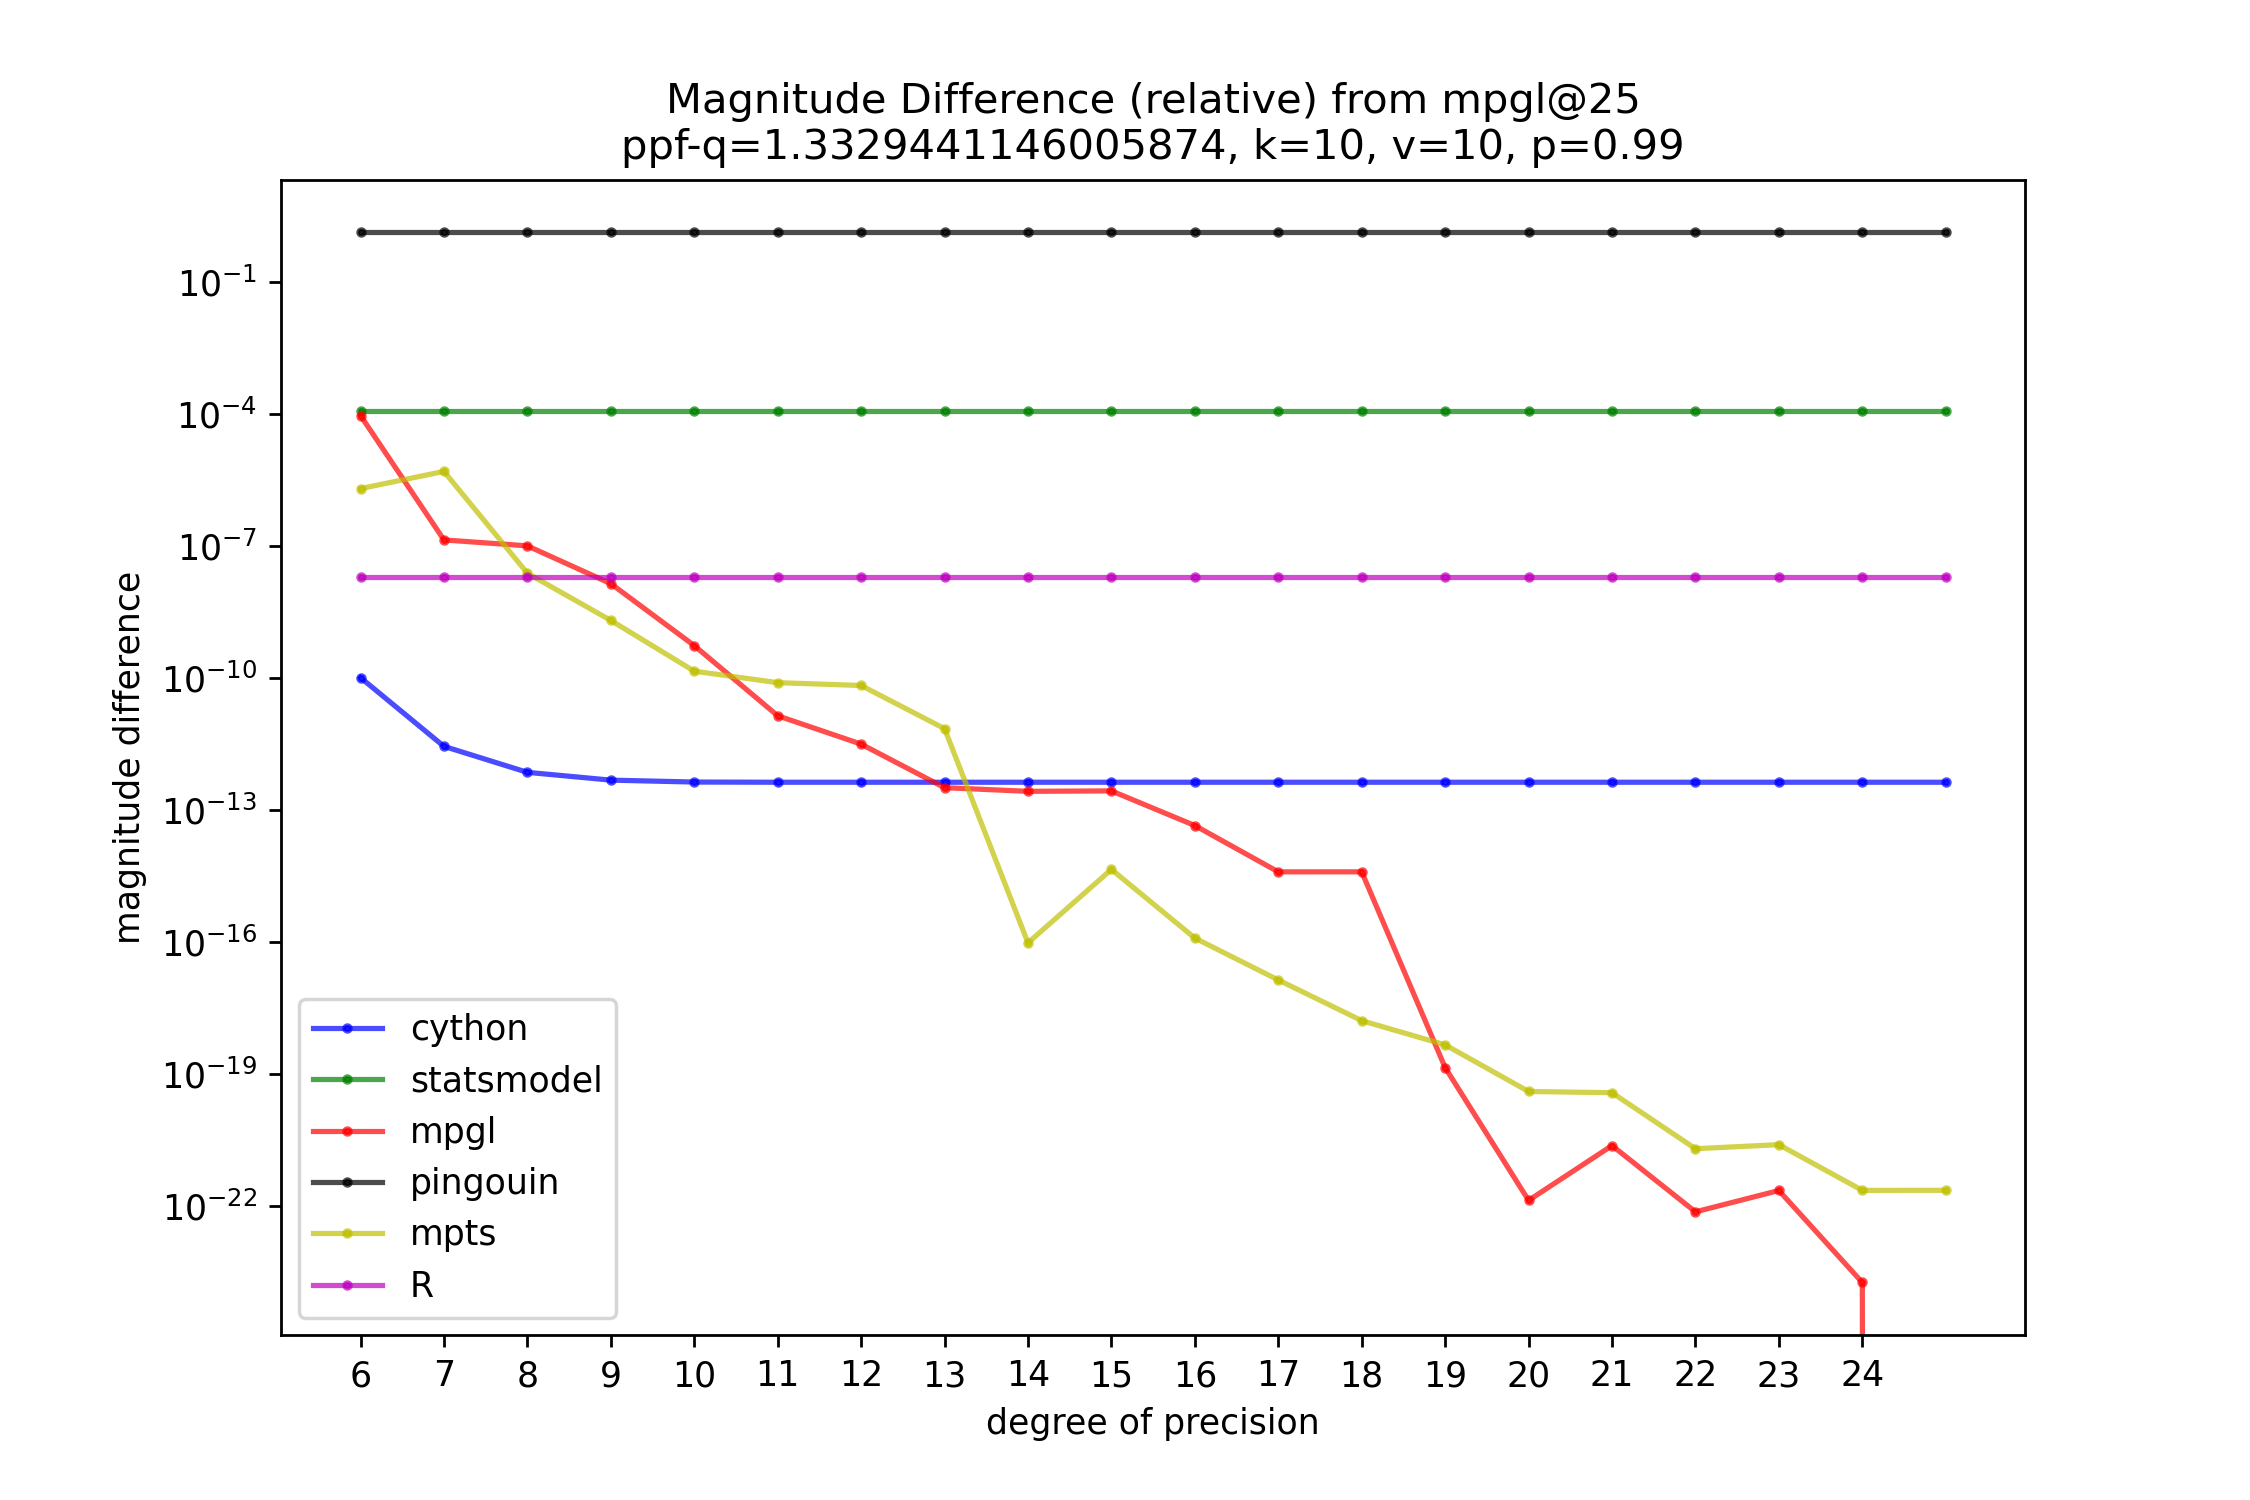 Magnitude Difference (relative) from mpgl@25
ppf-q=1.3329441146005874, k=10, v=10, p=0.99
magnitude difference
10⁻¹
10⁻⁴
10⁻⁷
10⁻¹⁰
10⁻¹³
10⁻¹⁶
10⁻¹⁹
10⁻²²
cython
statsmodel
mpgl
pingouin
mpts
R
6 7 8 9 10 11 12 13 14 15 16 17 18 19 20 21 22 23 24
degree of precision